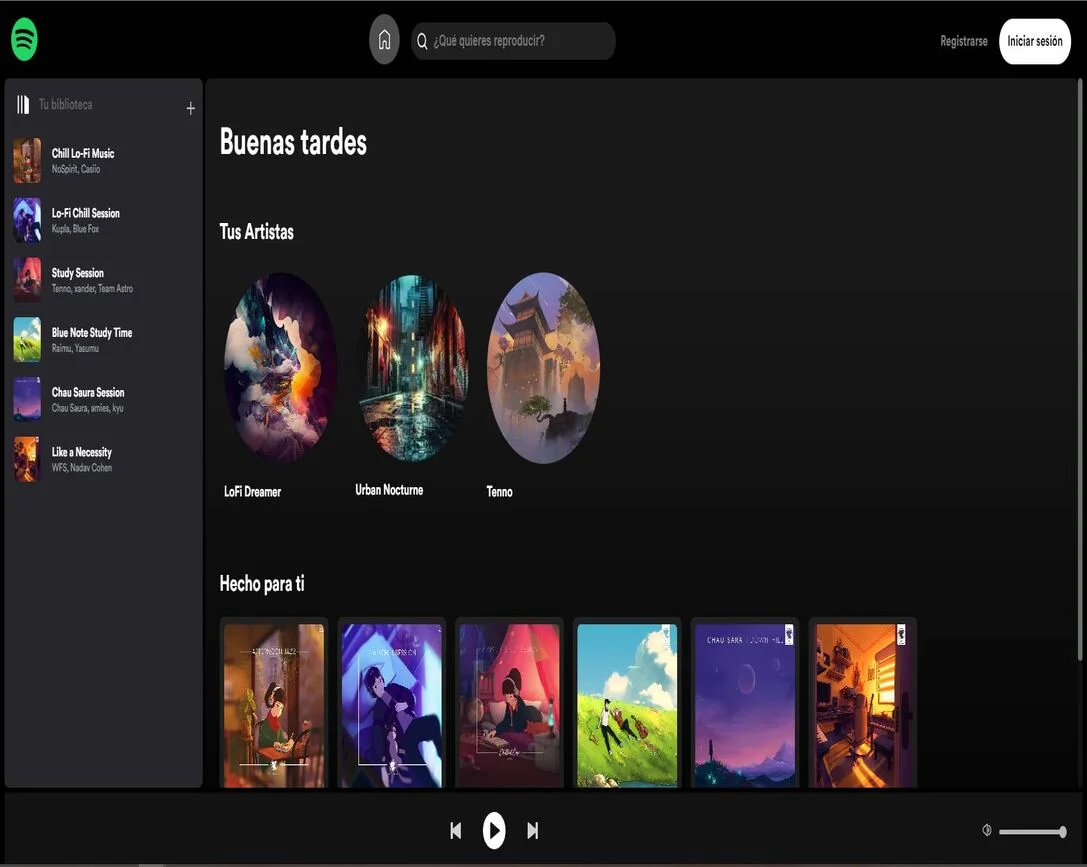 ¿Qué quieres reproducir?
Registrarse
Iniciar sesión
Tu biblioteca
Chill Lo-Fi Music
NoSpirit, Casiio
Lo-Fi Chill Session
Kupla, Blue Fox
Study Session
Tenno, xander, Team Astro
Blue Note Study Time
Raimu, Yasumu
Chau Saura Session
Chau Saura, amies, kyu
Like a Necessity
WFS, Nadav Cohen
Buenas tardes
Tus Artistas
LoFi Dreamer
Urban Nocturne
Tenno
Hecho para ti
AFTERNOON JAZZ
SESSION
CHAU SARA